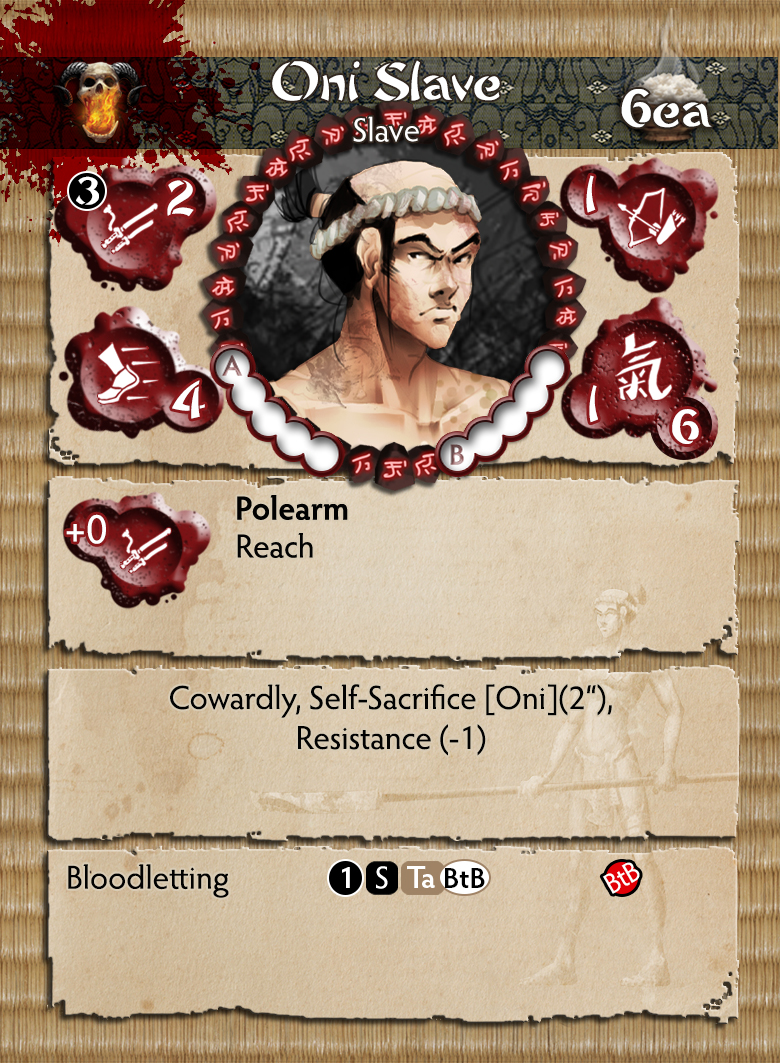 Oni Slave
6ea
Slave
3
2
1
4
氣
1
6
A
B
+0
Polearm
Reach
Cowardly, Self-Sacrifice [Oni](2"),
Resistance (-1)
Bloodletting 1 S Ta BtB BtB